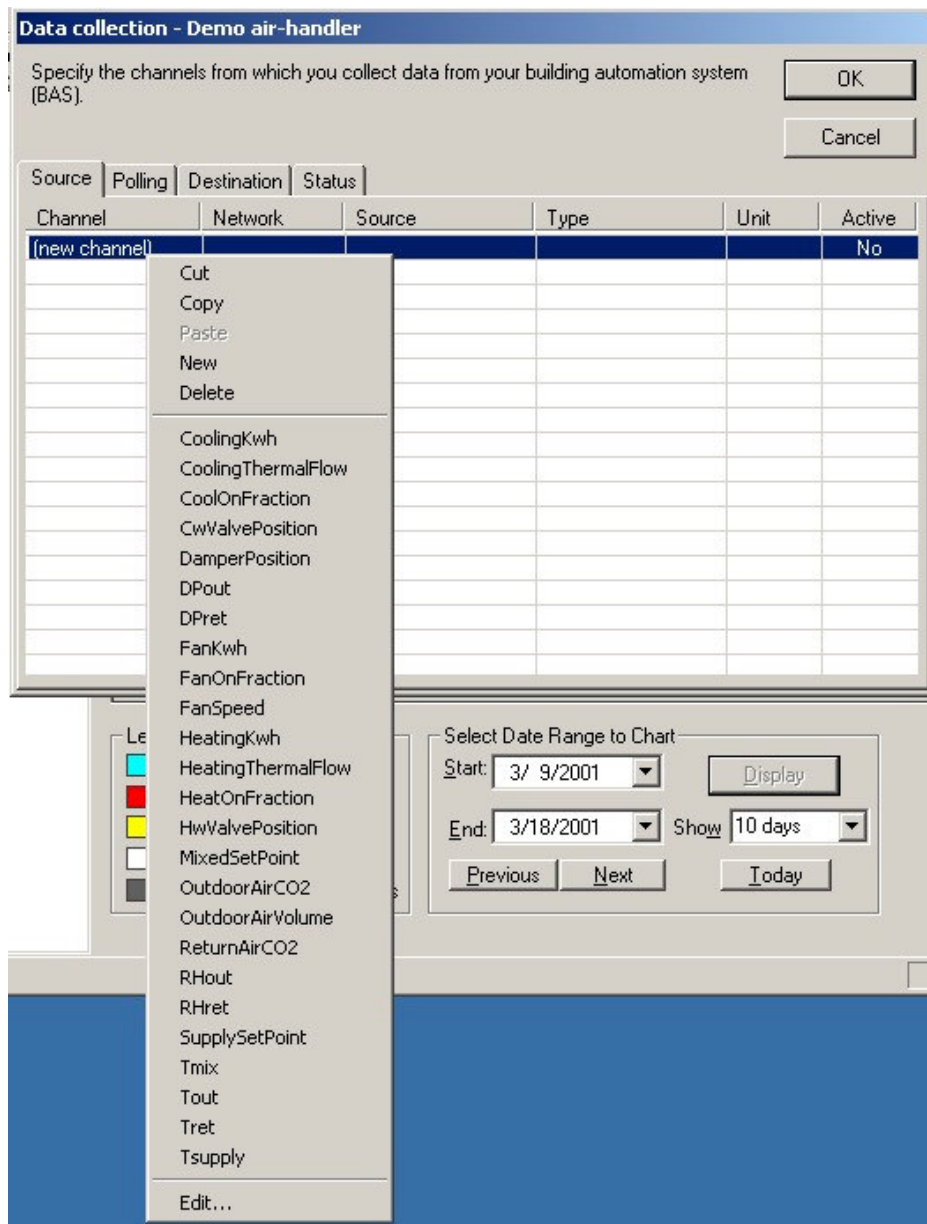 Data collection - Demo air-handler
Specify the channels from which you collect data from your building automation system
(BAS).
OK
Cancel
Source Polling Destination Status
Channel Network Source Type Unit Active
(new channel) No
Cut
Copy
Paste
New
Delete
CoolingKwh
CoolingThermalFlow
CoolOnFraction
CwValvePosition
DamperPosition
DPout
DPret
FanKwh
FanOnFraction
FanSpeed
HeatingKwh
HeatingThermalFlow
HeatOnFraction
HwValvePosition
MixedSetPoint
OutdoorAirCO2
OutdoorAirVolume
ReturnAirCO2
RHout
RHret
SupplySetPoint
Tmix
Tout
Tret
Tsupply
Edit...
Select Date Range to Chart
Start: 3/ 9/2001 Display
End: 3/18/2001 Show 10 days
Previous Next Today